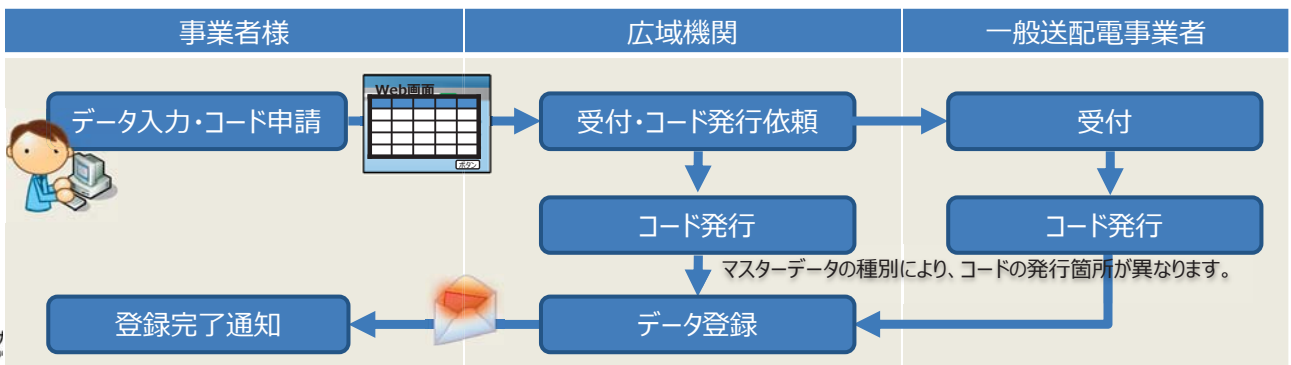 事業者様
広域機関
一般送配電事業者
Web画面
データ入力・コード申請
受付・コード発行依頼
受付
ボタン
コード発行
コード発行
マスターデータの種別により、コードの発行箇所が異なります。
登録完了通知
データ登録